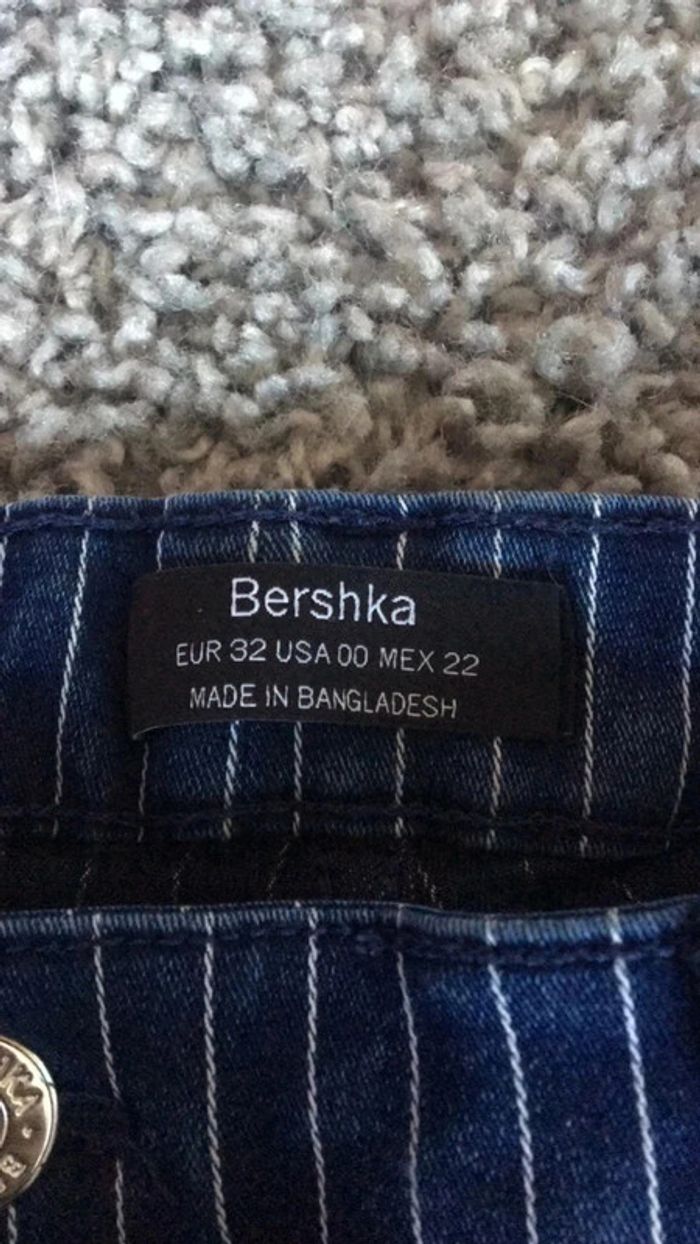 Bershka
EUR 32 USA 00 MEX 22
MADE IN BANGLADESH